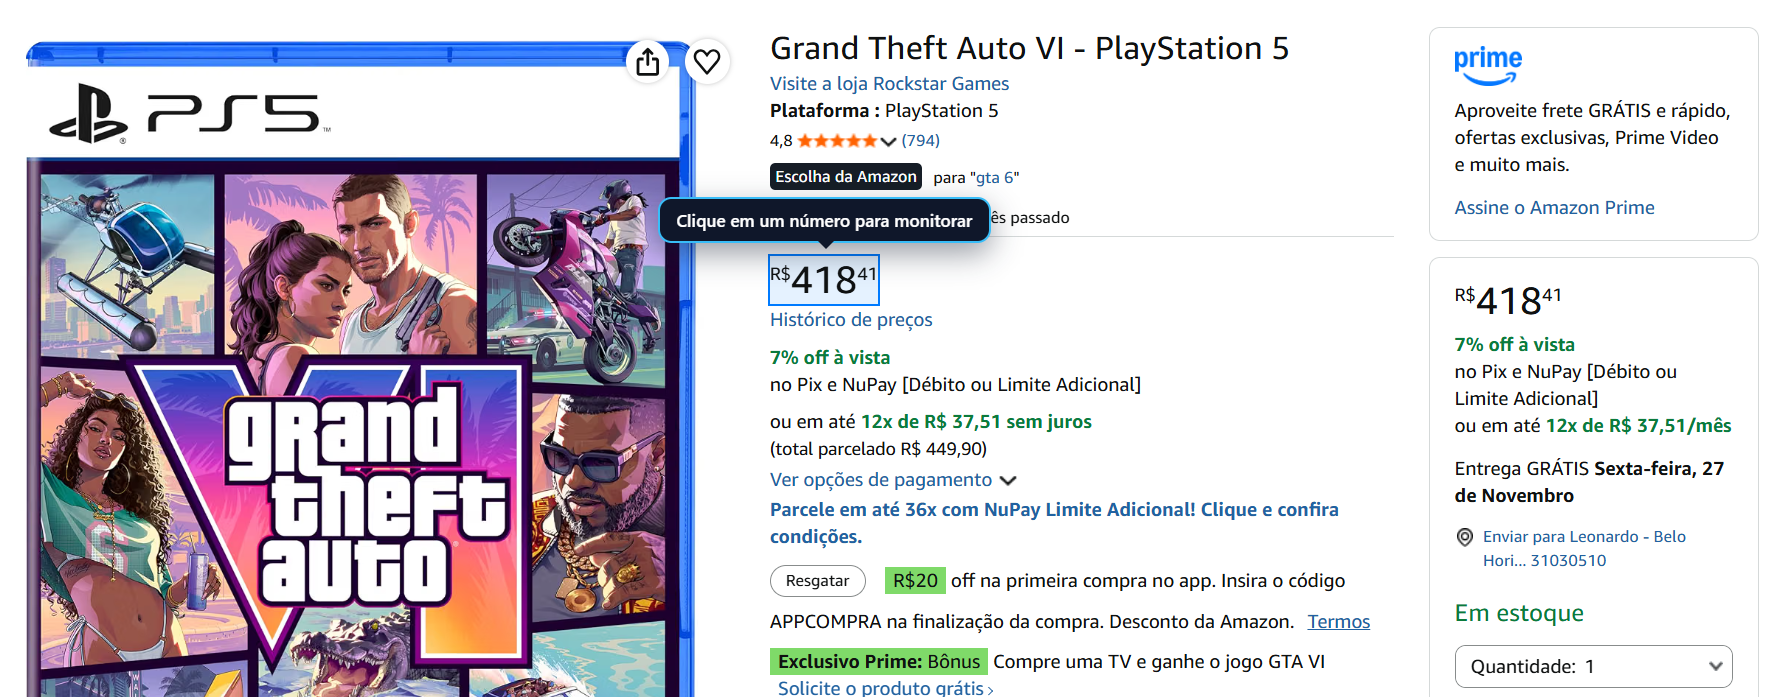 PS5
Grand Theft Auto VI - PlayStation 5
Visite a loja Rockstar Games
Plataforma : PlayStation 5
4,8 (794)
Escolha da Amazon para "gta 6"
Clique em um número para monitorar
ês passado
R$418 41
Histórico de preços
7% off à vista
no Pix e NuPay [Débito ou Limite Adicional]
ou em até 12x de R$ 37,51 sem juros
(total parcelado R$ 449,90)
Ver opções de pagamento
Parcele em até 36x com NuPay Limite Adicional! Clique e confira
condições.
Resgatar R$20 off na primeira compra no app. Insira o código
APPCOMPRA na finalização da compra. Desconto da Amazon. Termos
Exclusivo Prime: Bônus Compre uma TV e ganhe o jogo GTA VI
Solicite o produto grátis ›
VI
grand
theft
auto
prime
Aproveite frete GRÁTIS e rápido,
ofertas exclusivas, Prime Video
e muito mais.
Assine o Amazon Prime
R$418 41
7% off à vista
no Pix e NuPay [Débito ou
Limite Adicional]
ou em até 12x de R$ 37,51/mês
Entrega GRÁTIS Sexta-feira, 27
de Novembro
Enviar para Leonardo - Belo
Hori... 31030510
Em estoque
Quantidade: 1